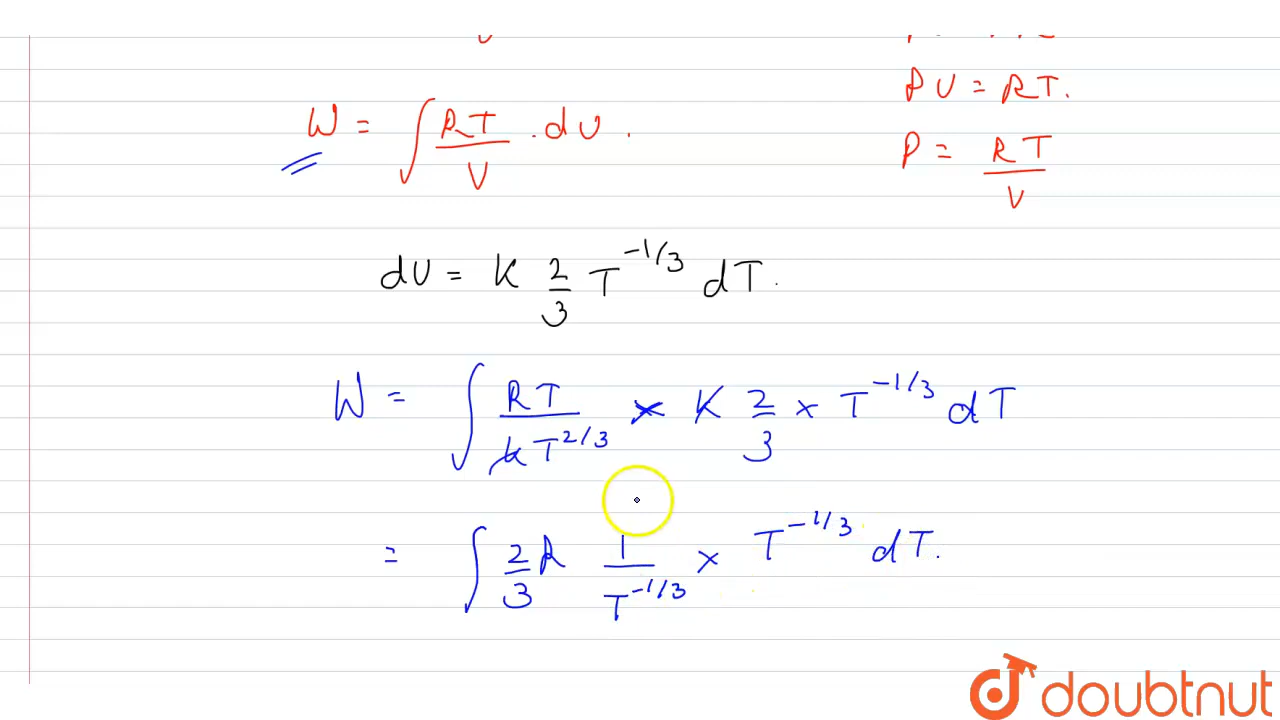 PV = RT.
W = ∫ RT/V . dV .
P = RT/V
dV = K 2/3 T^-1/3 dT.
W = ∫ RT/kT^2/3 × K 2/3 × T^-1/3 dT
= ∫ 2/3 R 1/T^-1/3 × T^-1/3 dT.
doubtnut